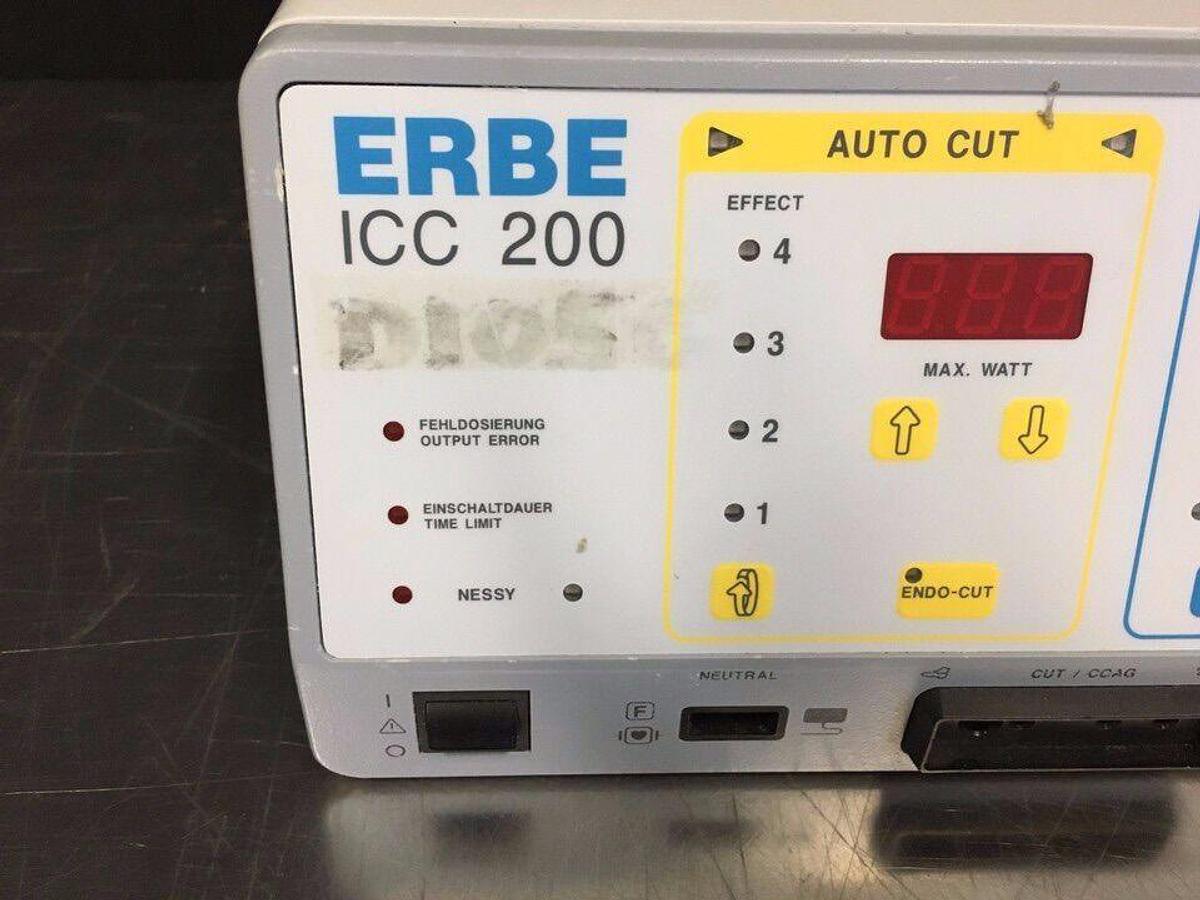 ERBE
ICC 200
FEHLDOSIERUNG
OUTPUT ERROR
EINSCHALTDAUER
TIME LIMIT
NESSY
AUTO CUT
EFFECT
4
3
2
1
MAX. WATT
ENDO-CUT
I
O
NEUTRAL
F
CUT / COAG